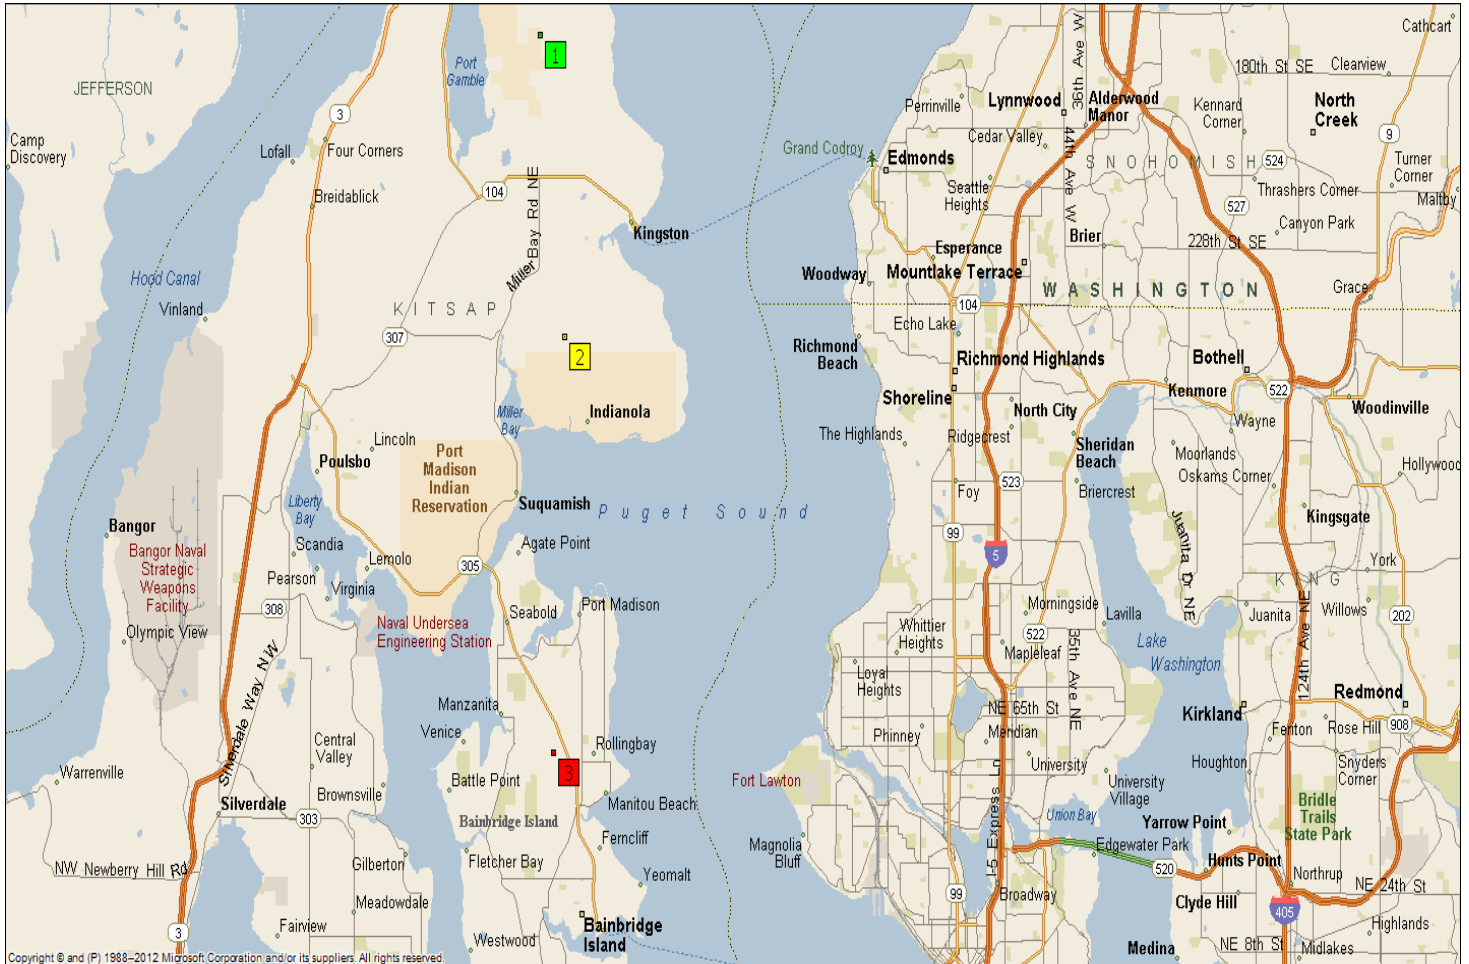 JEFFERSON
Port
Gamble
1
Cathcart
180th St SE
Clearview
Perrinville
Lynnwood
36th Ave W
Alderwood
Manor
Kennard
Corner
North
Creek
3
9
Camp
Discovery
Lofall
Four Corners
Grand Codroy
Edmonds
Cedar Valley
44th Ave W
SNOHOMISH
524
Turner
Corner
Breidablick
104
Bay Rd NE
Seattle
Heights
Thrashers Corner
Maltby
527
Kingston
Canyon Park
Esperance
Brier
228th St SE
Hood Canal
Miller
Woodway
Mountlake Terrace
WASHINGTON
Grace
Vinland
KITSAP
104
307
Echo Lake
Richmond
Beach
Richmond Highlands
Bothell
2
Shoreline
Kenmore
522
Woodinville
Miller
Bay
Indianola
North City
Wayne
Lincoln
The Highlands
Ridgecrest
Sheridan
Beach
Moorlands
Oskams Corner
Hollywood
Poulsbo
Port
Madison
Indian
Reservation
Liberty
Bay
Suquamish
Puget Sound
Foy
523
Briercrest
Kingsgate
Bangor
99
Juanita Dr NE
Bangor Naval
Strategic
Weapons
Facility
Scandia
Agate Point
5
York
Lemolo
305
Pearson
Virginia
KING
308
Seabold
Port Madison
Morningside
Lavilla
Juanita
Willows
202
Olympic View
Naval Undersea
Engineering Station
Whittier
Heights
522
35th Ave NE
Mapleleaf
Lake
Washington
124th Ave NE
Silverdale Way NW
Loyal
Heights
Manzanita
NE 65th St
Kirkland
Redmond
908
Venice
Central
Valley
Rollingbay
Phinney
Meridian
Fenton
Rose Hill
Warrenville
Battle Point
3
Fort Lawton
University
Houghton
Snyders
Corner
Silverdale
Brownsville
Manitou Beach
University
Village
Bridle
Trails
State Park
303
Bainbridge Island
I-5 Express Ln
Union Bay
Yarrow Point
Ferncliff
Magnolia
Bluff
Edgewater Park
NW Newberry Hill Rd
Gilberton
Fletcher Bay
520
Hunts Point
Yeomalt
Northrup
NE 24th St
99
Broadway
Clyde Hill
Meadowdale
405
Fairview
Bainbridge
Island
Highlands
3
Westwood
Medina
NE 8th St
Midlakes
Copyright © and (P) 1988–2012 Microsoft Corporation and/or its suppliers. All rights reserved.